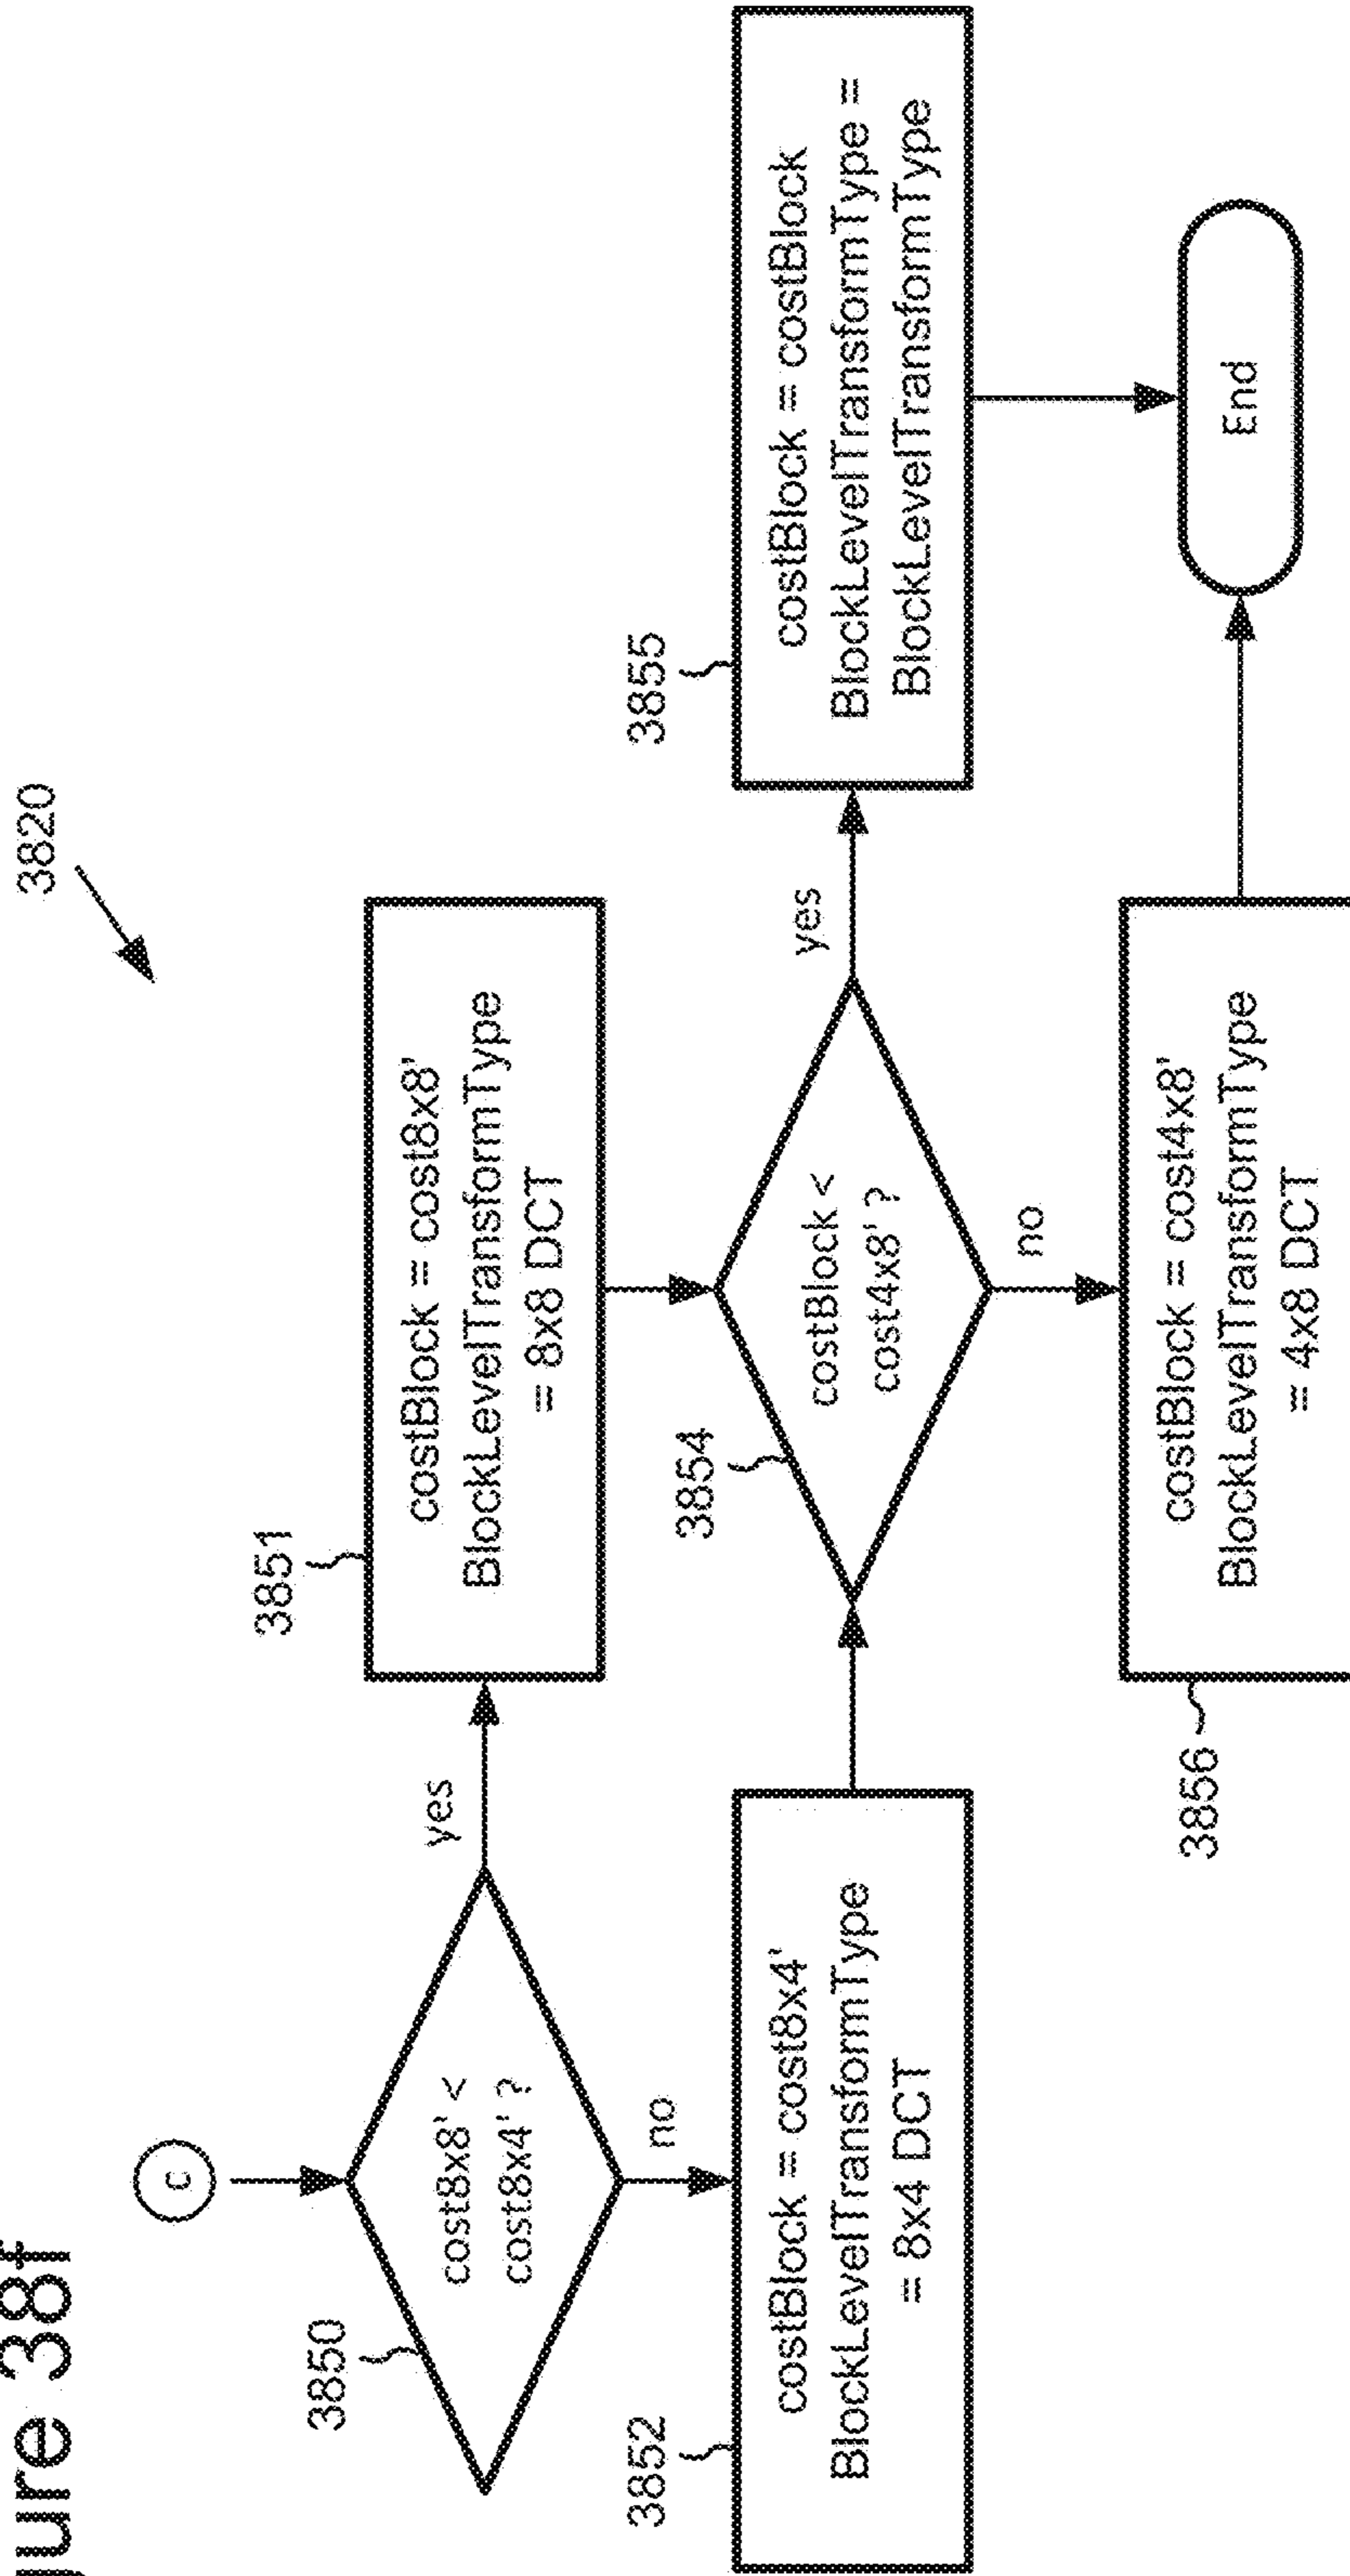 ure 38f
3820
c
3850
cost8x8' <
cost8x4' ?
yes
no
3851
costBlock = cost8x8'
BlockLevelTransformType
= 8x8 DCT
3852
costBlock = cost8x4'
BlockLevelTransformType
= 8x4 DCT
3854
costBlock <
cost4x8' ?
yes
no
3855
costBlock = costBlock
BlockLevelTransformType =
BlockLevelTransformType
3856
costBlock = cost4x8'
BlockLevelTransformType
= 4x8 DCT
End